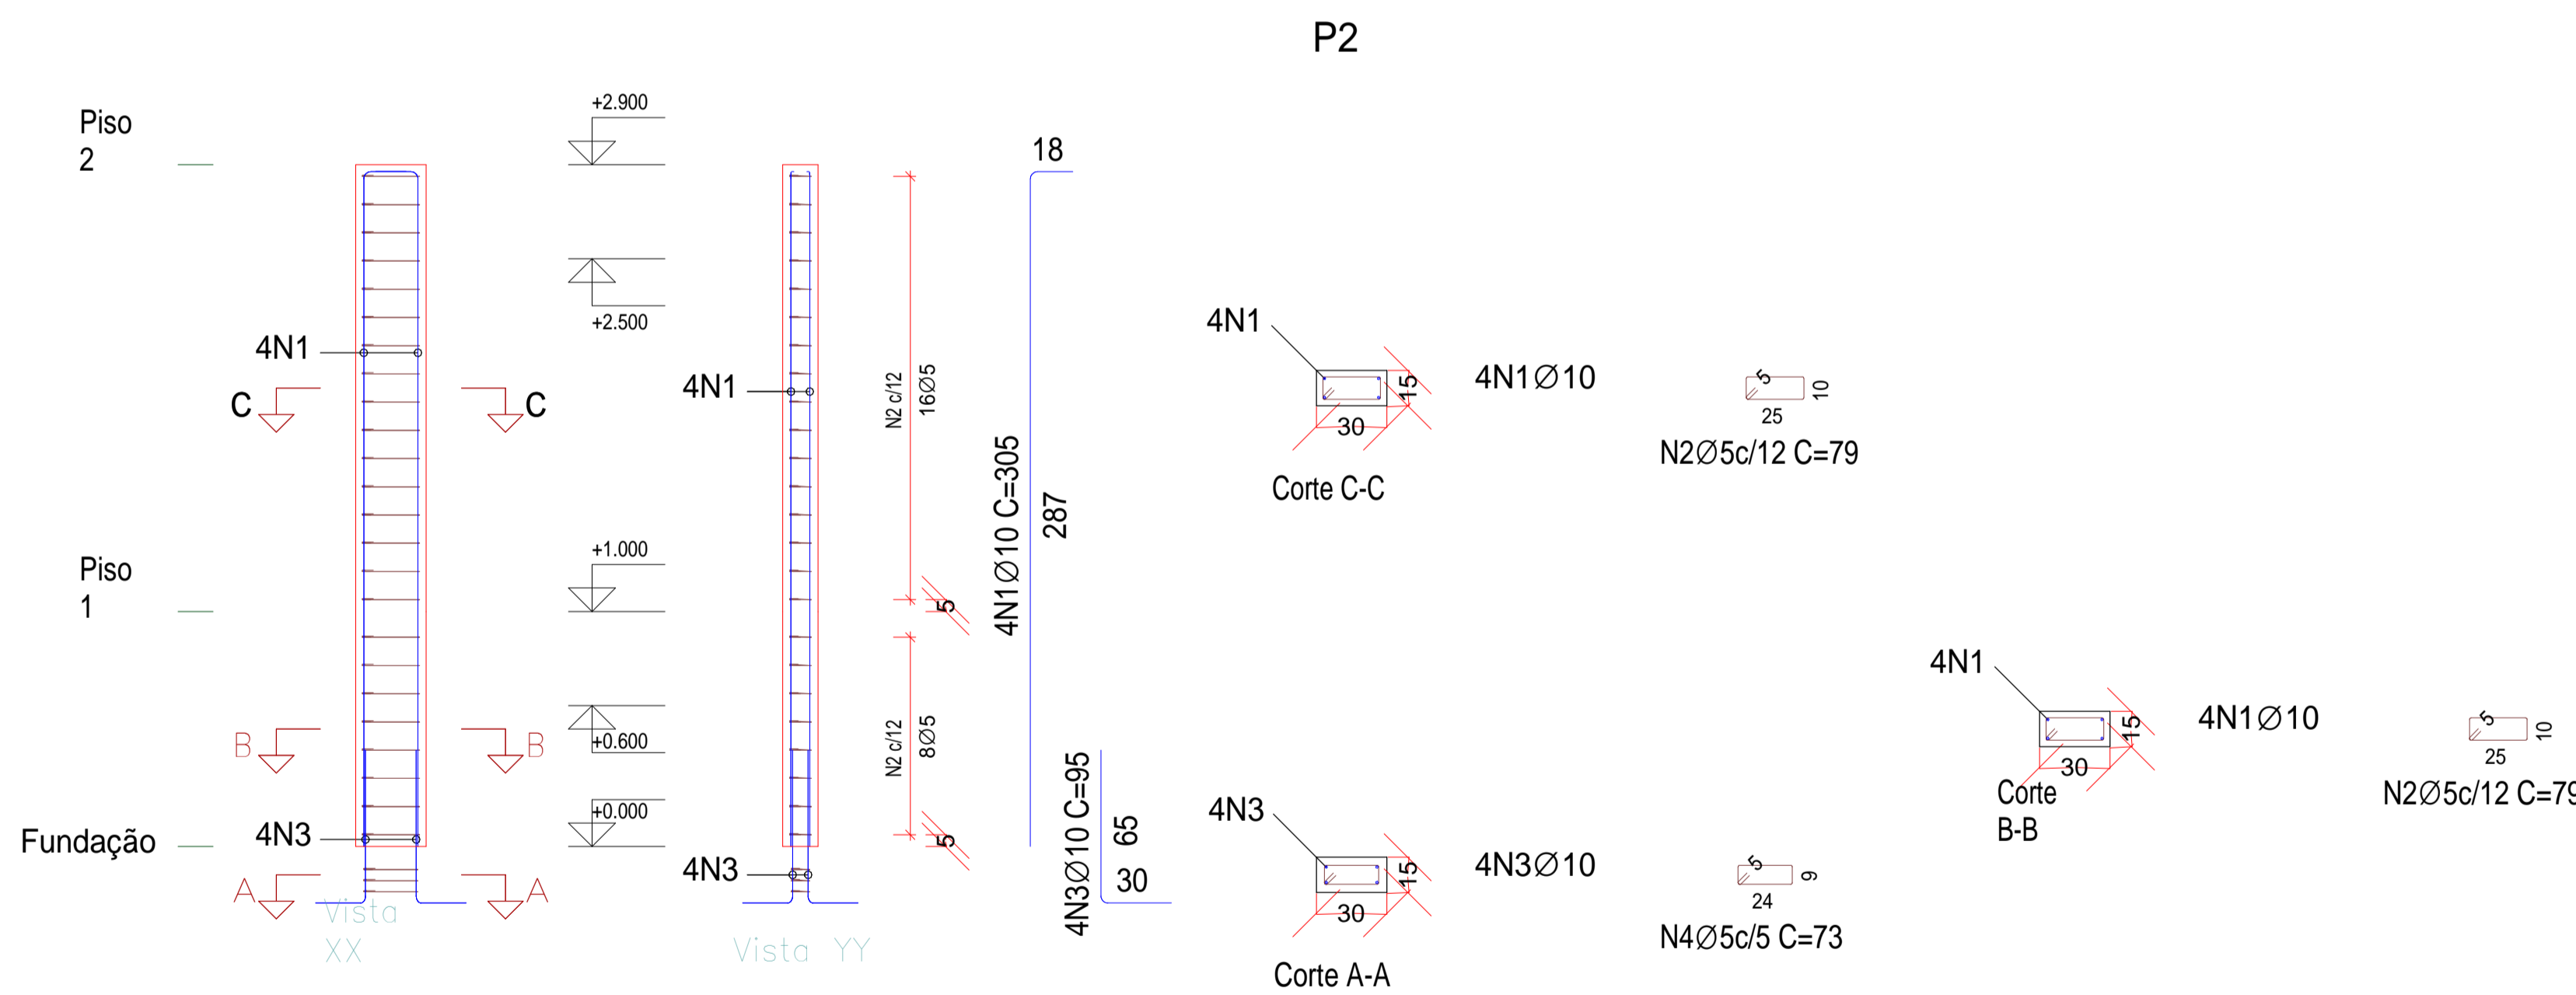 P2
Piso
2
+2.900
18
+2.500
4N1
C
C
4N1
N2 c/12
16Ø5
4N1Ø10 C=305
287
4N1
15
30
4N1Ø10
5
10
25
N2Ø5c/12 C=79
Corte C-C
Piso
1
+1.000
5
B
B
+0.600
N2 c/12
8Ø5
+0.000
4N1
15
30
4N1Ø10
5
10
25
N2Ø5c/12 C=79
Corte
B-B
Fundação
4N3
5
4N3
A
A
Vista
XX
Vista YY
4N3Ø10 C=95
65
30
4N3
15
30
4N3Ø10
5
9
24
N4Ø5c/5 C=73
Corte A-A